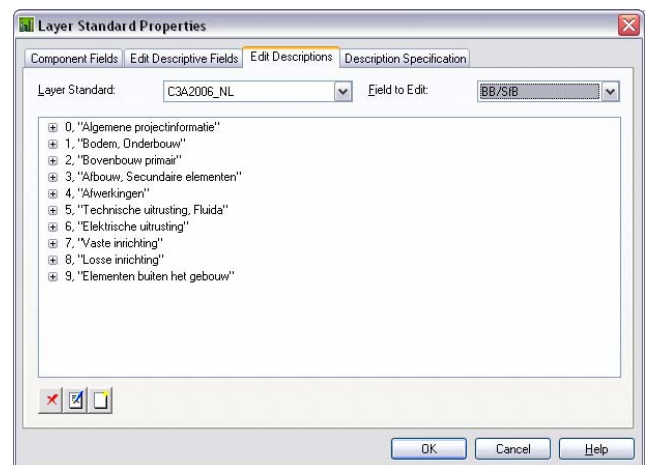 Layer Standard Properties
Component Fields Edit Descriptive Fields Edit Descriptions Description Specification
Layer Standard: C3A2006_NL Field to Edit: BB/SfB
0, "Algemene projectinformatie"
1, "Bodem, Onderbouw"
2, "Bovenbouw primair"
3, "Afbouw, Secundaire elementen"
4, "Afwerkingen"
5, "Technische uitrusting, Fluida"
6, "Elektrische uitrusting"
7, "Vaste inrichting"
8, "Losse inrichting"
9, "Elementen buiten het gebouw"
OK Cancel Help